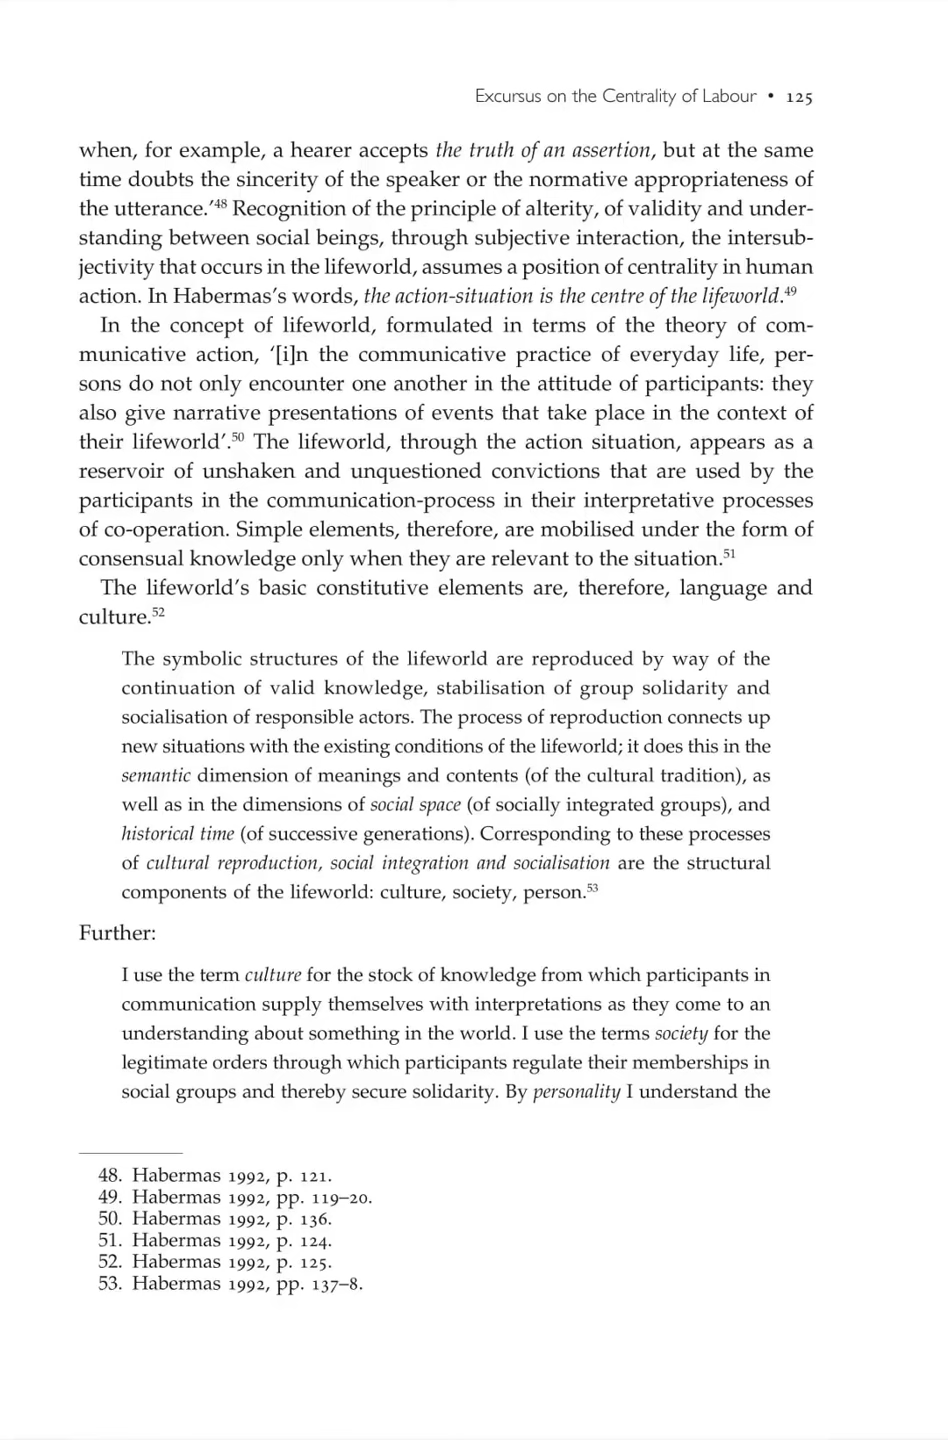 Excursus on the Centrality of Labour • 125
when, for example, a hearer accepts the truth of an assertion, but at the same
time doubts the sincerity of the speaker or the normative appropriateness of
the utterance.’48 Recognition of the principle of alterity, of validity and under-
standing between social beings, through subjective interaction, the intersub-
jectivity that occurs in the lifeworld, assumes a position of centrality in human
action. In Habermas’s words, the action-situation is the centre of the lifeworld.49
In the concept of lifeworld, formulated in terms of the theory of com-
municative action, ‘[i]n the communicative practice of everyday life, per-
sons do not only encounter one another in the attitude of participants: they
also give narrative presentations of events that take place in the context of
their lifeworld’.50 The lifeworld, through the action situation, appears as a
reservoir of unshaken and unquestioned convictions that are used by the
participants in the communication-process in their interpretative processes
of co-operation. Simple elements, therefore, are mobilised under the form of
consensual knowledge only when they are relevant to the situation.51
The lifeworld’s basic constitutive elements are, therefore, language and
culture.52
The symbolic structures of the lifeworld are reproduced by way of the
continuation of valid knowledge, stabilisation of group solidarity and
socialisation of responsible actors. The process of reproduction connects up
new situations with the existing conditions of the lifeworld; it does this in the
semantic dimension of meanings and contents (of the cultural tradition), as
well as in the dimensions of social space (of socially integrated groups), and
historical time (of successive generations). Corresponding to these processes
of cultural reproduction, social integration and socialisation are the structural
components of the lifeworld: culture, society, person.53
Further:
I use the term culture for the stock of knowledge from which participants in
communication supply themselves with interpretations as they come to an
understanding about something in the world. I use the terms society for the
legitimate orders through which participants regulate their memberships in
social groups and thereby secure solidarity. By personality I understand the
48. Habermas 1992, p. 121.
49. Habermas 1992, pp. 119–20.
50. Habermas 1992, p. 136.
51. Habermas 1992, p. 124.
52. Habermas 1992, p. 125.
53. Habermas 1992, pp. 137–8.